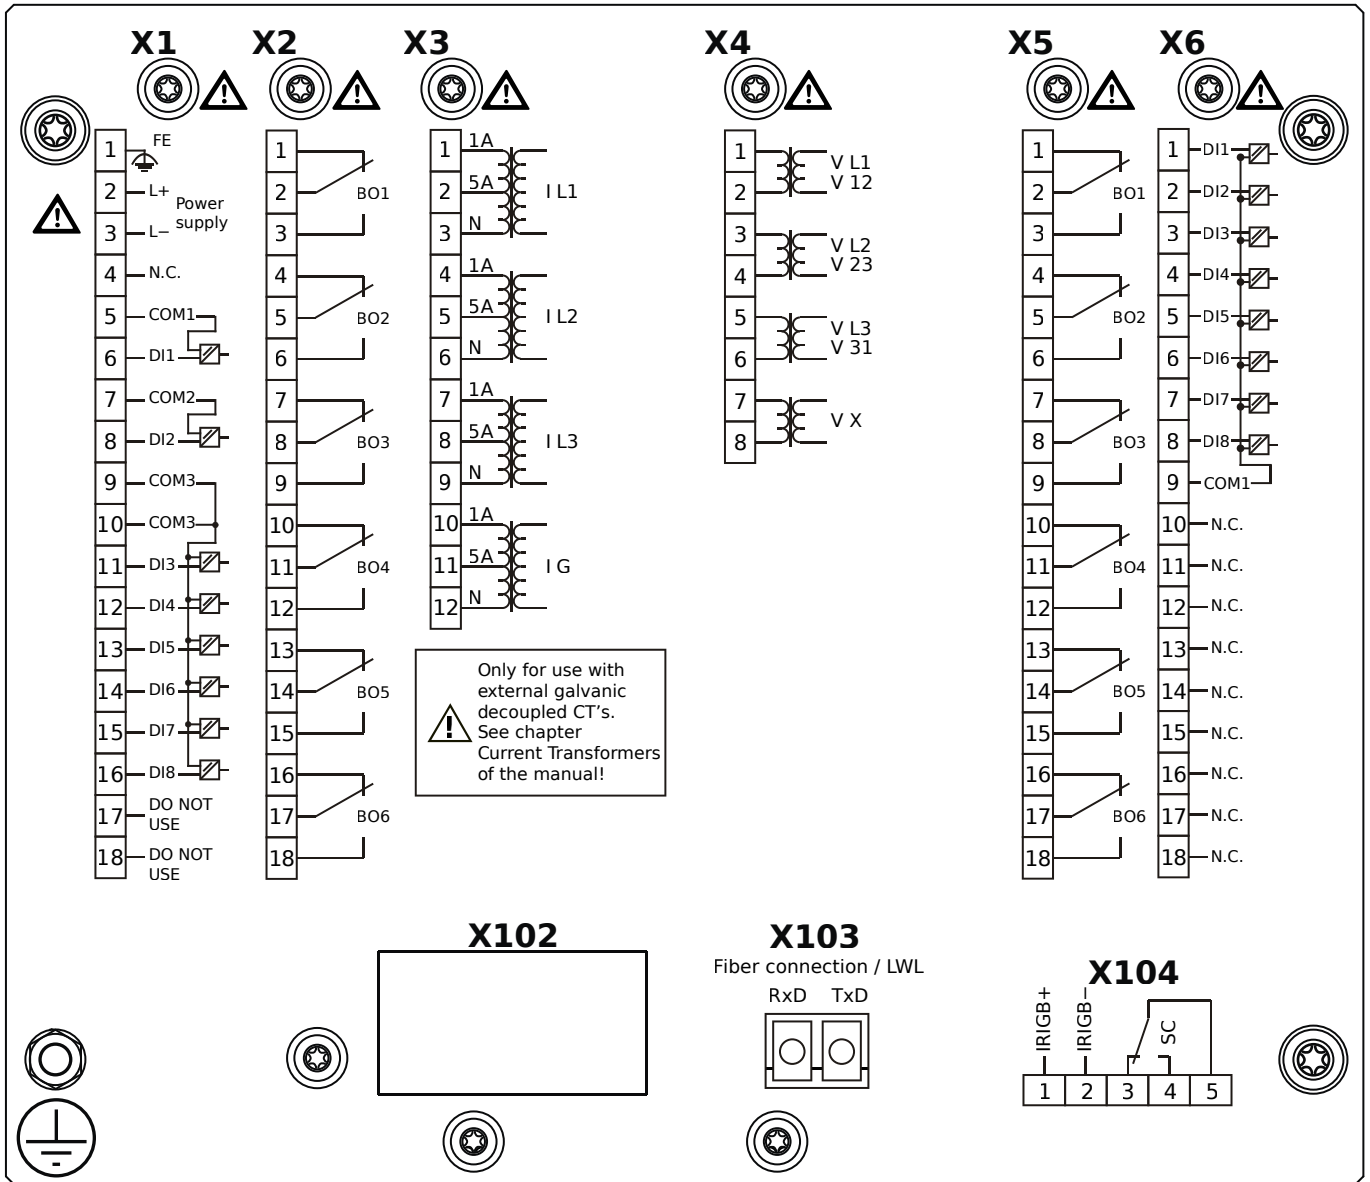 X1
X2
X3
X4
X5
X6
1 FE
2 L+
Power
supply
3 L−
4 N.C.
5 COM1
6 DI1
7 COM2
8 DI2
9 COM3
10 COM3
11 DI3
12 DI4
13 DI5
14 DI6
15 DI7
16 DI8
17 DO NOT
USE
18 DO NOT
USE
1
2 BO1
3
4
5 BO2
6
7
8 BO3
9
10
11 BO4
12
13
14 BO5
15
16
17 BO6
18
1 1A
2 5A I L1
3 N
4 1A
5 5A I L2
6 N
7 1A
8 5A I L3
9 N
10 1A
11 5A I G
12 N
Only for use with
external galvanic
decoupled CT's.
See chapter
Current Transformers
of the manual!
1 V L1
2 V 12
3 V L2
4 V 23
5 V L3
6 V 31
7 V X
8
1
2 BO1
3
4
5 BO2
6
7
8 BO3
9
10
11 BO4
12
13
14 BO5
15
16
17 BO6
18
1 DI1
2 DI2
3 DI3
4 DI4
5 DI5
6 DI6
7 DI7
8 DI8
9 COM1
10 N.C.
11 N.C.
12 N.C.
13 N.C.
14 N.C.
15 N.C.
16 N.C.
17 N.C.
18 N.C.
X102
X103
Fiber connection / LWL
RxD TxD
X104
IRIGB+
IRIGB−
SC
1 2 3 4 5